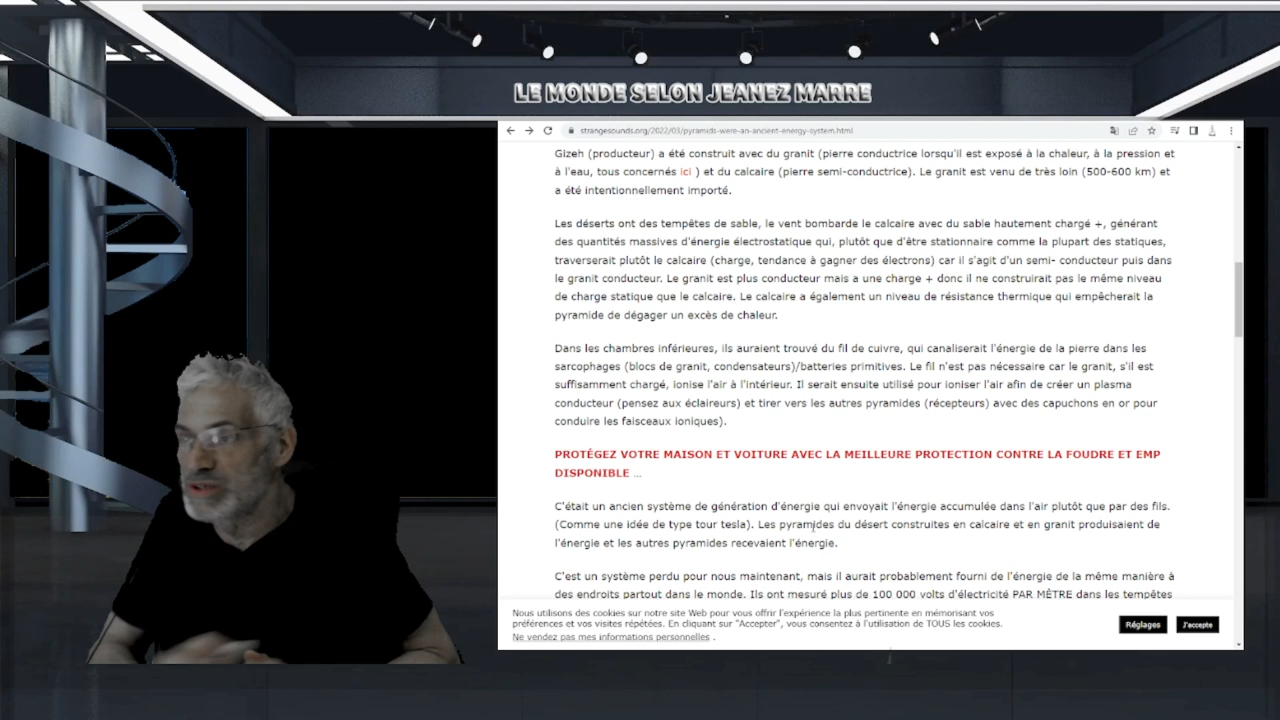 LE MONDE SELON JEANEZ MARRE
strangesounds.org/2022/03/pyramids-were-an-ancient-energy-system.html
Gizeh (producteur) a été construit avec du granit (pierre conductrice lorsqu'il est exposé à la chaleur, à la pression et
à l'eau, tous concernés ici ) et du calcaire (pierre semi-conductrice). Le granit est venu de très loin (500-600 km) et
a été intentionnellement importé.
Les déserts ont des tempêtes de sable, le vent bombarde le calcaire avec du sable hautement chargé +, générant
des quantités massives d'énergie électrostatique qui, plutôt que d'être stationnaire comme la plupart des statiques,
traverserait plutôt le calcaire (charge, tendance à gagner des électrons) car il s'agit d'un semi- conducteur puis dans
le granit conducteur. Le granit est plus conducteur mais a une charge + donc il ne construirait pas le même niveau
de charge statique que le calcaire. Le calcaire a également un niveau de résistance thermique qui empêcherait la
pyramide de dégager un excès de chaleur.
Dans les chambres inférieures, ils auraient trouvé du fil de cuivre, qui canaliserait l'énergie de la pierre dans les
sarcophages (blocs de granit, condensateurs)/batteries primitives. Le fil n'est pas nécessaire car le granit, s'il est
suffisamment chargé, ionise l'air à l'intérieur. Il serait ensuite utilisé pour ioniser l'air afin de créer un plasma
conducteur (pensez aux éclaireurs) et tirer vers les autres pyramides (récepteurs) avec des capuchons en or pour
conduire les faisceaux ioniques).
PROTÉGEZ VOTRE MAISON ET VOITURE AVEC LA MEILLEURE PROTECTION CONTRE LA FOUDRE ET EMP
DISPONIBLE ...
C'était un ancien système de génération d'énergie qui envoyait l'énergie accumulée dans l'air plutôt que par des fils.
(Comme une idée de type tour tesla). Les pyramides du désert construites en calcaire et en granit produisaient de
l'énergie et les autres pyramides recevaient l'énergie.
C'est un système perdu pour nous maintenant, mais il aurait probablement fourni de l'énergie de la même manière à
des endroits partout dans le monde. Ils ont mesuré plus de 100 000 volts d'électricité PAR MÈTRE dans les tempêtes
Nous utilisons des cookies sur notre site Web pour vous offrir l'expérience la plus pertinente en mémorisant vos
préférences et vos visites répétées. En cliquant sur "Accepter", vous consentez à l'utilisation de TOUS les cookies.
Ne vendez pas mes informations personnelles .
Réglages
J'accepte